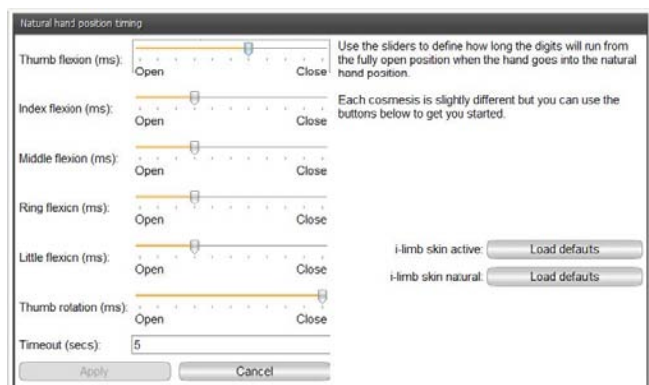 Natural hand position timing
Thumb flexion (ms):
Open Close
Index flexion (ms):
Open Close
Middle flexion (ms):
Open Close
Ring flexicn (ms):
Open Close
Little flexicn (ms):
Open Close
Thumb rotation (ms):
Open Close
Timeout (secs): 5
Apply Cancel
Use the sliders to define how long the digits will run from
the fully open position when the hand goes into the natural
hand position.
Each cosmesis is slightly different but you can use the
buttons below to get you started.
i-limb skin active: Load defauts
i-limb skin natural: Load defauts